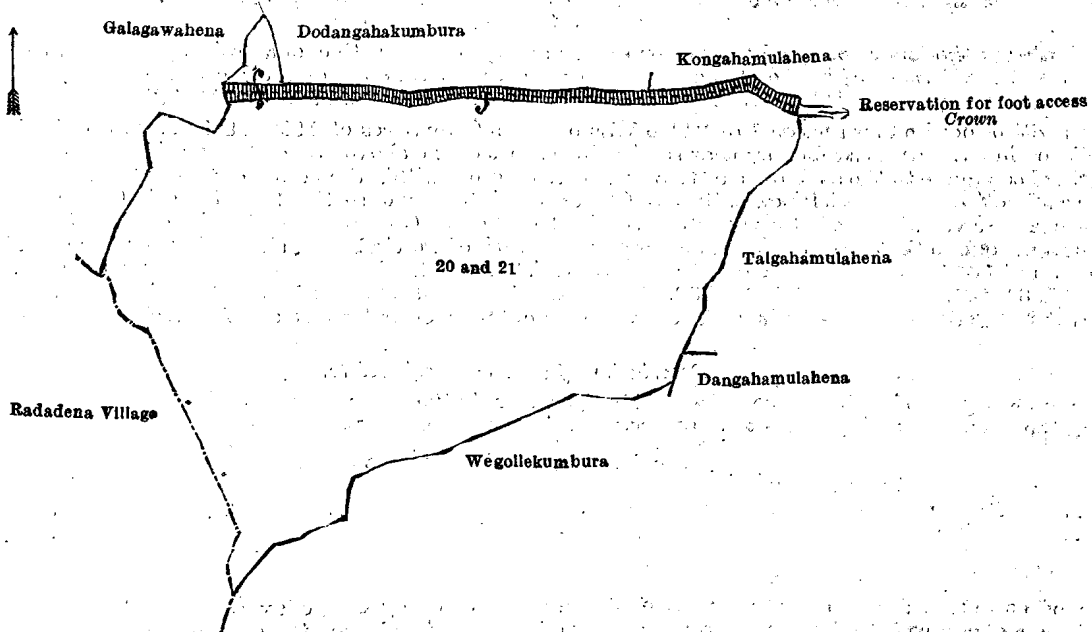 Galagawahena
Dodangahakumbura
Kongahamulahena
Reservation for foot access
Crown
Talgahamulahena
20 and 21
Dangahamulahena
Radadena Village
Wegollekumbura